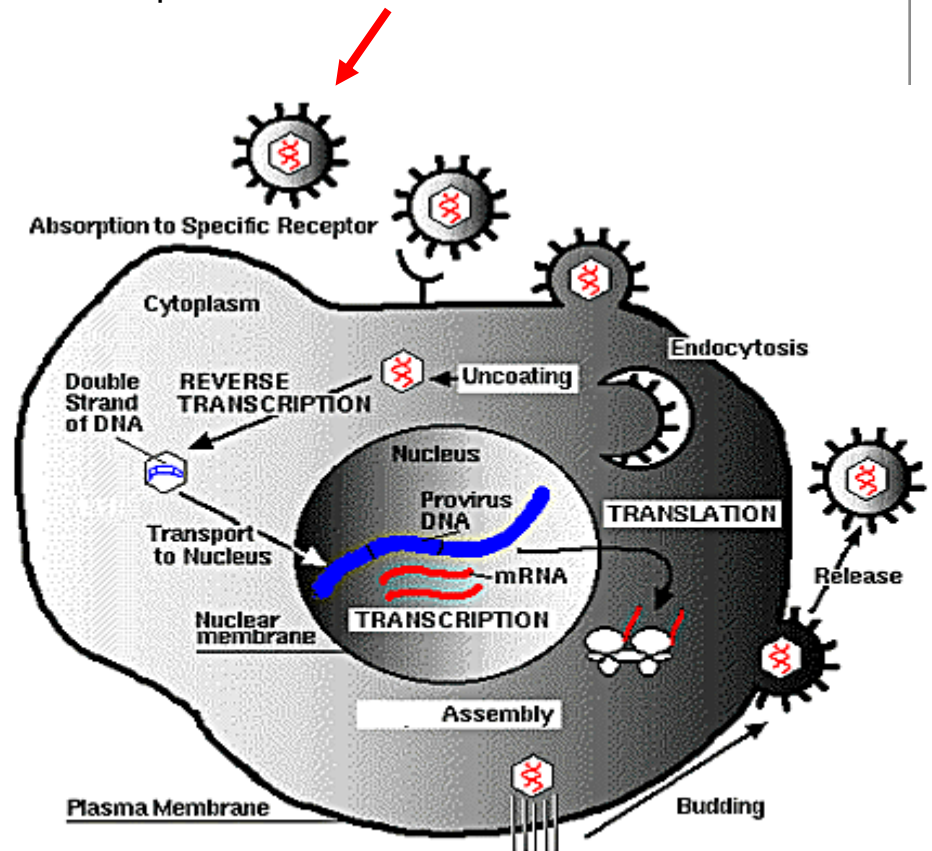 Absorption to Specific Receptor
Cytoplasm
Endocytosis
Uncoating
Double
Strand
of DNA
REVERSE
TRANSCRIPTION
Nucleus
Provirus
DNA
TRANSLATION
Transport
to Nucleus
mRNA
Release
Nuclear
membrane
TRANSCRIPTION
Assembly
Plasma Membrane
Budding